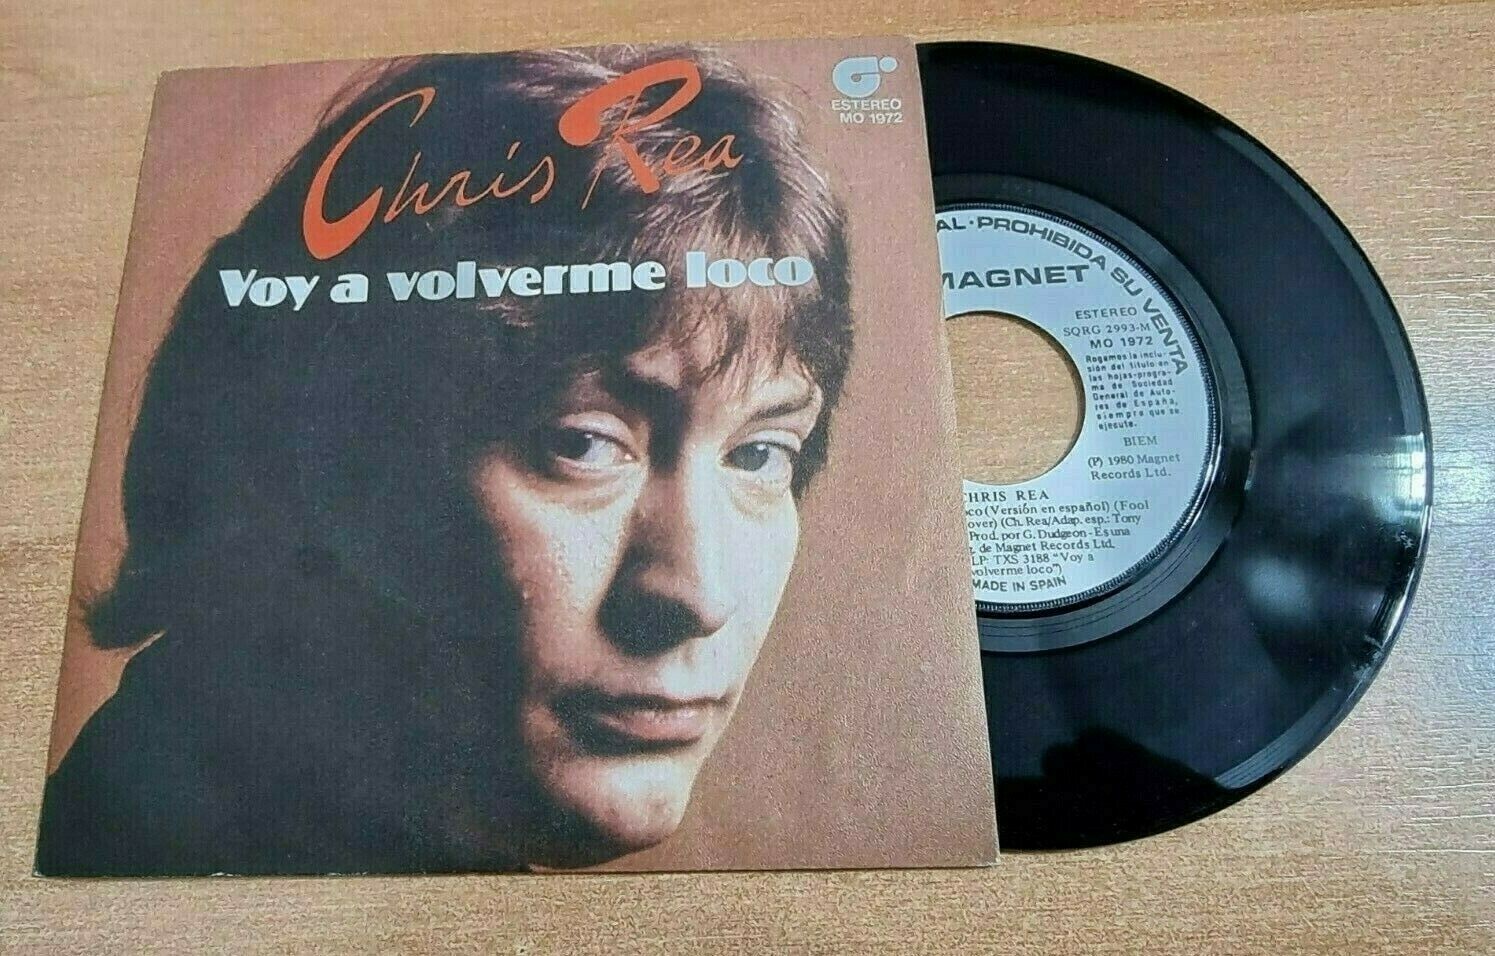 Chris Rea
Voy a volverme loco
ESTEREO
MO 1972
AL · PROHIBIDA SU VENTA
MAGNET
ESTEREO
SQRG 2993-M
MO 1972
Rogamos la inclu-
sión del título en
las hojas-progra-
ma de Sociedad
General de Auto-
res de España,
siempre que se
ejecute.
BIEM
(P) 1980 Magnet
Records Ltd.
CHRIS REA
oco (Versión en español) (Fool
over) (Ch. Rea/Adap. esp.: Tony
Prod. por G. Dudgeon - Es una
g. de Magnet Records Ltd.
LP: TXS 3188 "Voy a
volverme loco")
MADE IN SPAIN